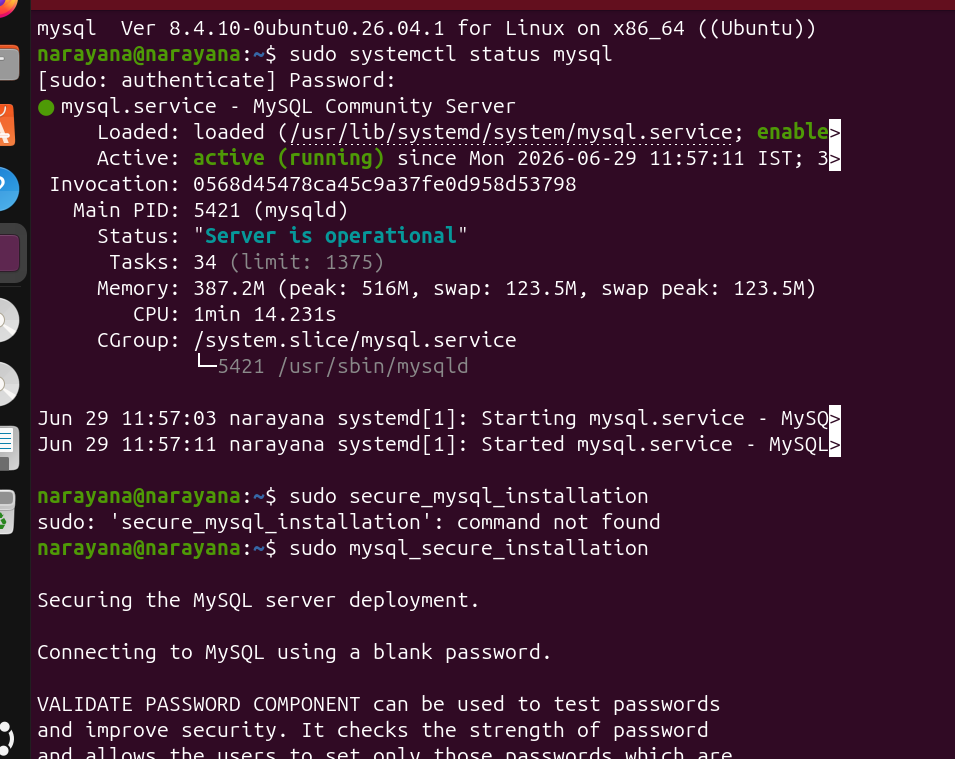 mysql  Ver 8.4.10-0ubuntu0.26.04.1 for Linux on x86_64 ((Ubuntu))
narayana@narayana:~$ sudo systemctl status mysql
[sudo: authenticate] Password:
● mysql.service - MySQL Community Server
     Loaded: loaded (/usr/lib/systemd/system/mysql.service; enable>
     Active: active (running) since Mon 2026-06-29 11:57:11 IST; 3>
 Invocation: 0568d45478ca45c9a37fe0d958d53798
   Main PID: 5421 (mysqld)
     Status: "Server is operational"
      Tasks: 34 (limit: 1375)
     Memory: 387.2M (peak: 516M, swap: 123.5M, swap peak: 123.5M)
        CPU: 1min 14.231s
     CGroup: /system.slice/mysql.service
             └─5421 /usr/sbin/mysqld
Jun 29 11:57:03 narayana systemd[1]: Starting mysql.service - MySQ>
Jun 29 11:57:11 narayana systemd[1]: Started mysql.service - MySQL>
narayana@narayana:~$ sudo secure_mysql_installation
sudo: 'secure_mysql_installation': command not found
narayana@narayana:~$ sudo mysql_secure_installation
Securing the MySQL server deployment.
Connecting to MySQL using a blank password.
VALIDATE PASSWORD COMPONENT can be used to test passwords
and improve security. It checks the strength of password
and allows the users to set only those passwords which are